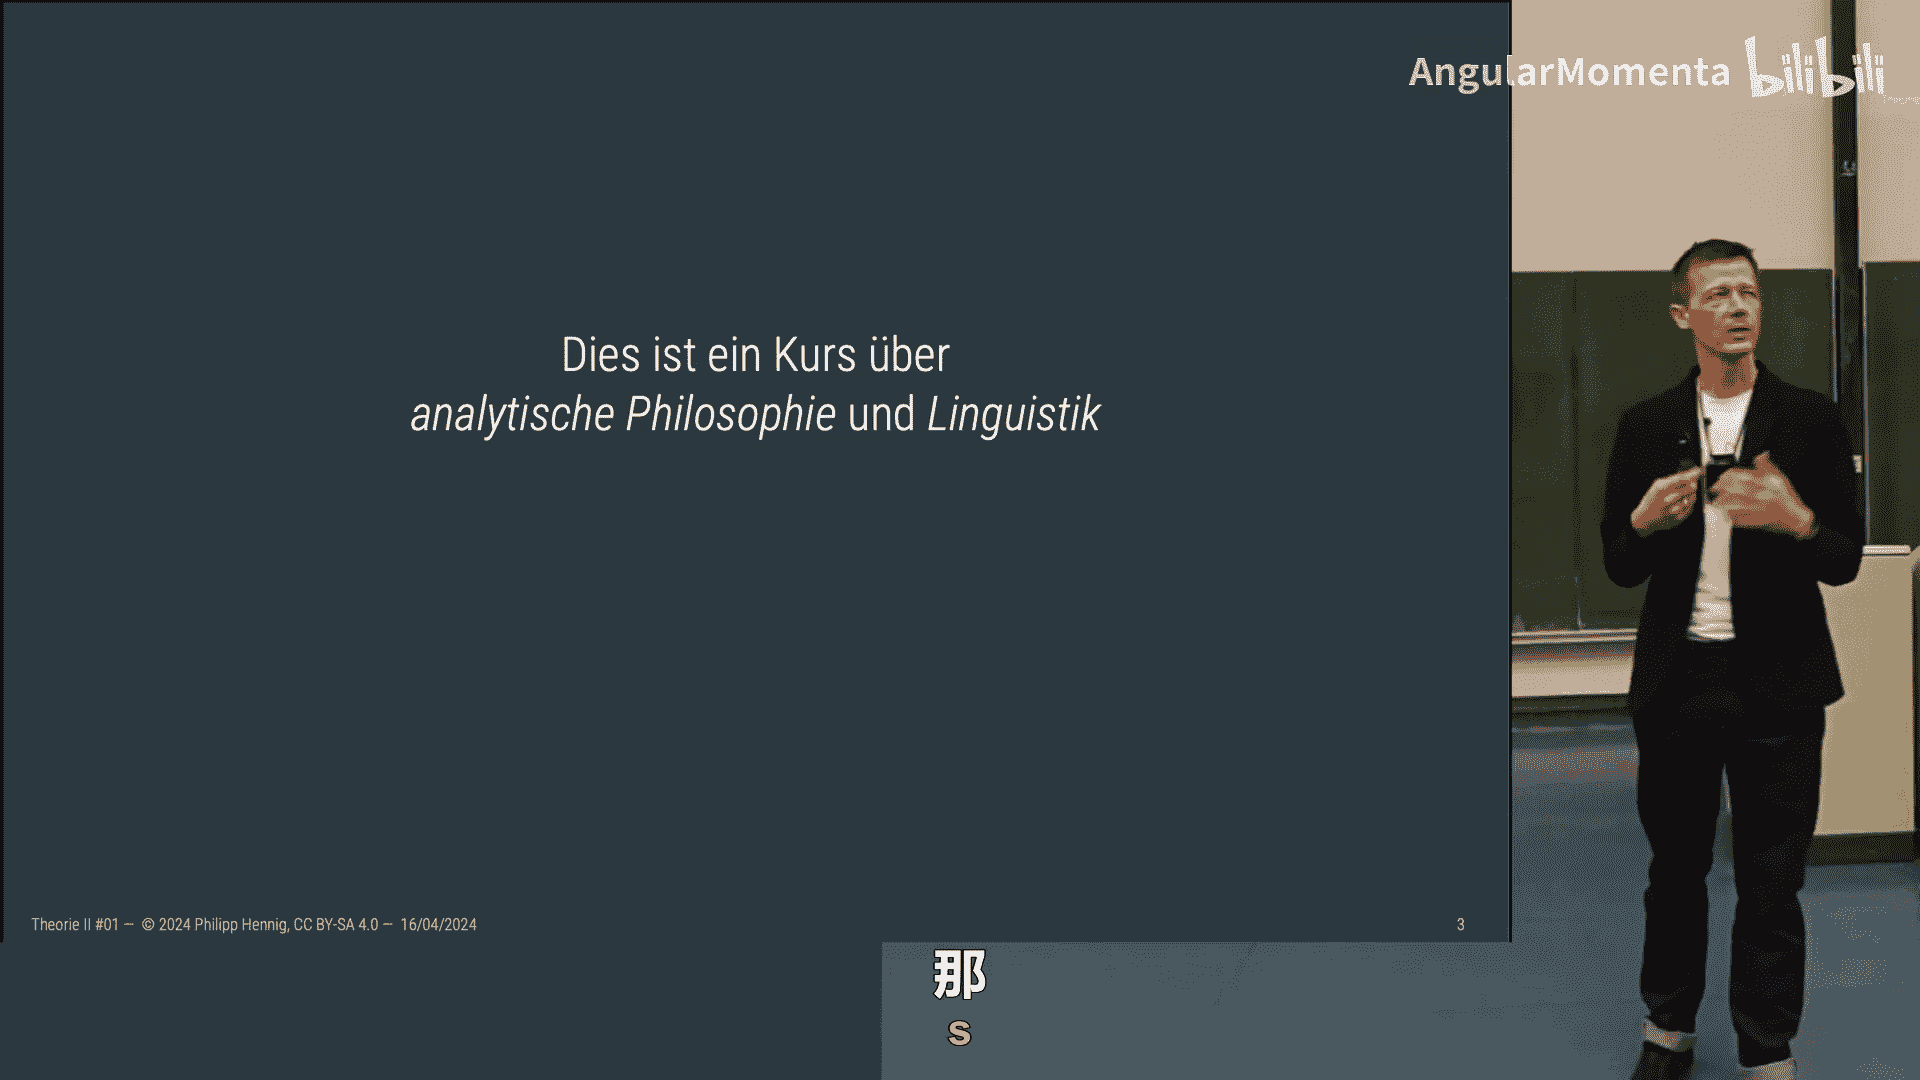 AngularMomenta bilibili
Dies ist ein Kurs über
analytische Philosophie und Linguistik
Theorie II #01 — © 2024 Philipp Hennig, CC BY-SA 4.0 — 16/04/2024
3
那
s